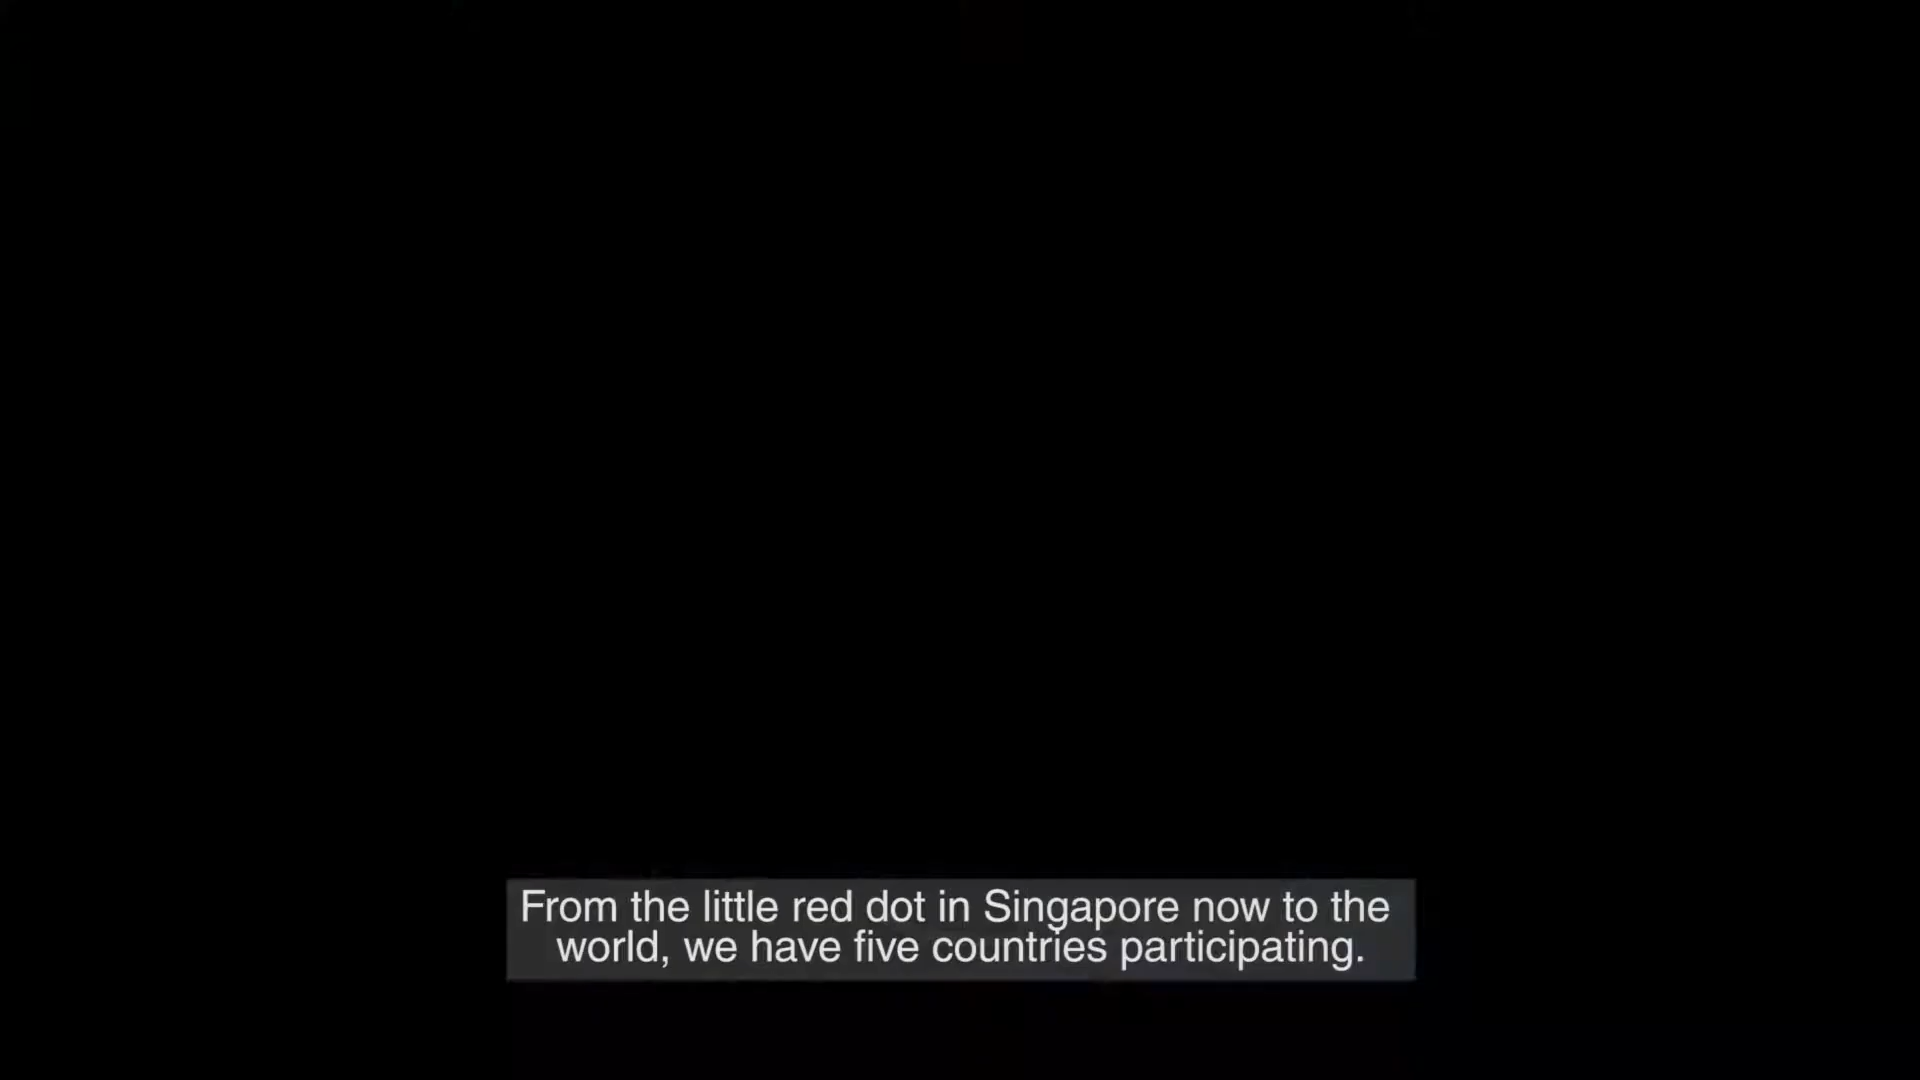 From the little red dot in Singapore now to the
world, we have five countries participating.